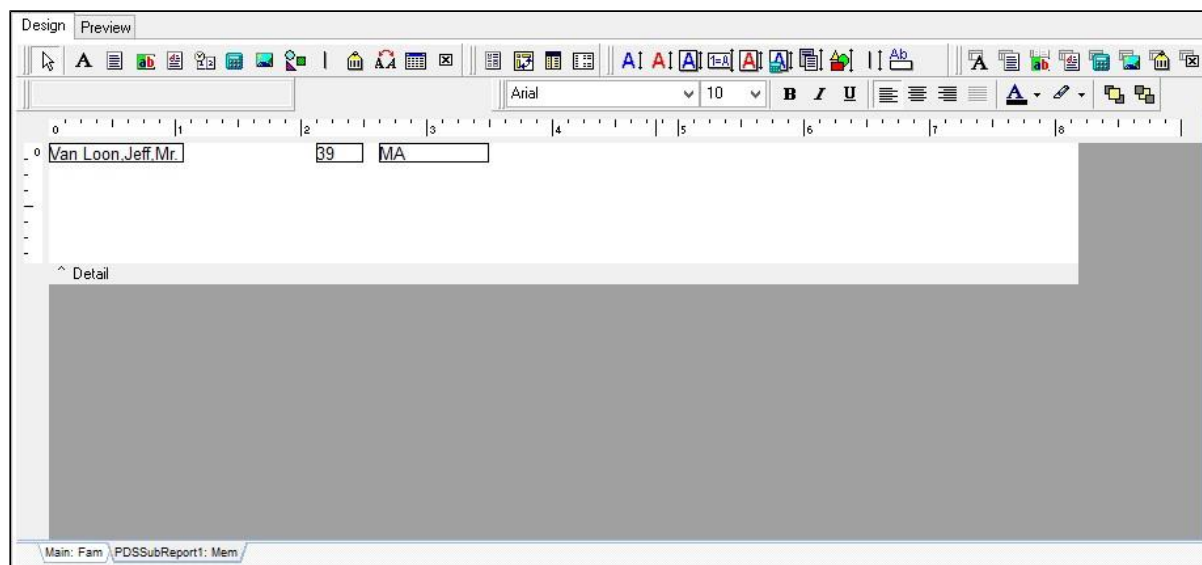 Design Preview
Arial 10 B I U A
0 1 2 3 4 5 6 7 8
0 Van Loon,Jeff,Mr. 39 MA
^ Detail
Main: Fam PDSSubReport1: Mem